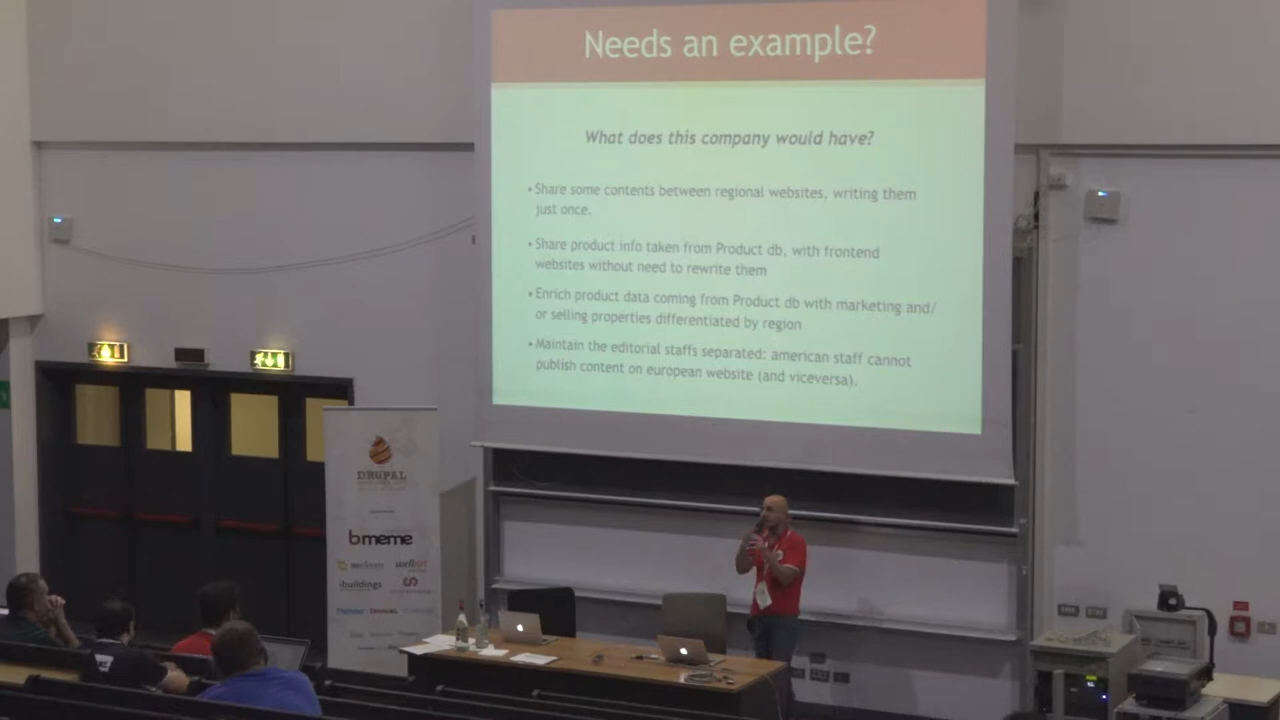 Needs an example?
What does this company would have?
• Share some contents between regional websites, writing them
just once.
• Share product info taken from Product db, with frontend
websites without need to rewrite them
• Enrich product data coming from Product db with marketing and/
or selling properties differentiated by region
• Maintain the editorial staffs separated: american staff cannot
publish content on european website (and viceversa).
DRUPAL
bmeme
ibuildings